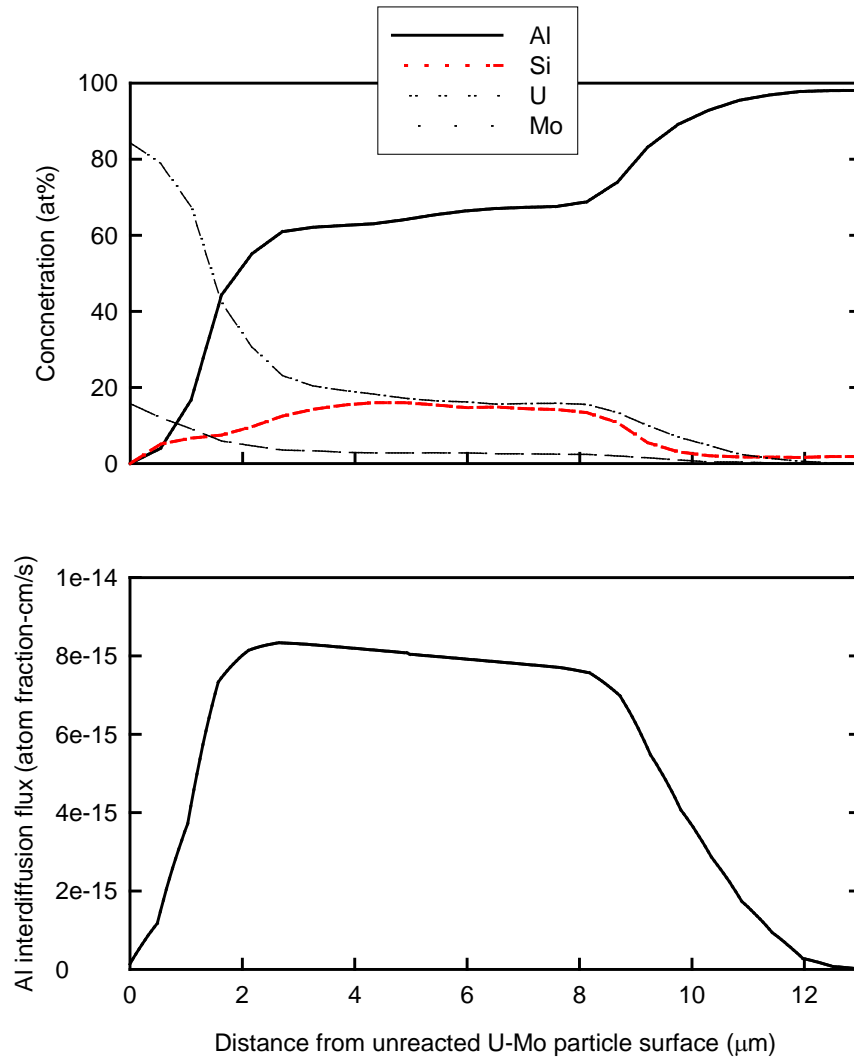 Al
Si
U
Mo
100
80
60
40
20
0
Concnetration (at%)
1e-14
8e-15
6e-15
4e-15
2e-15
0
Al interdiffusion flux (atom fraction-cm/s)
0 2 4 6 8 10 12
Distance from unreacted U-Mo particle surface (μm)